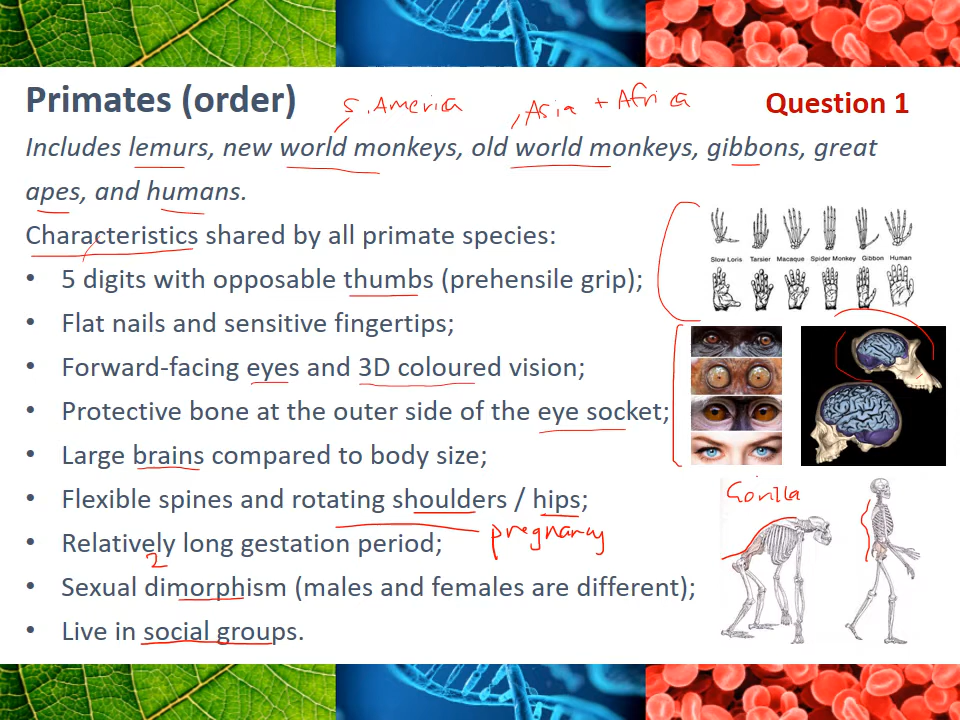 Primates (order)
S. America
, Asia + Africa
Question 1
Includes lemurs, new world monkeys, old world monkeys, gibbons, great
apes, and humans.
Characteristics shared by all primate species:
• 5 digits with opposable thumbs (prehensile grip);
• Flat nails and sensitive fingertips;
• Forward-facing eyes and 3D coloured vision;
• Protective bone at the outer side of the eye socket;
• Large brains compared to body size;
• Flexible spines and rotating shoulders / hips;
• Relatively long gestation period;
pregnancy
2
• Sexual dimorphism (males and females are different);
• Live in social groups.
Slow Loris Tarsier Macaque Spider Monkey Gibbon Human
Gorilla